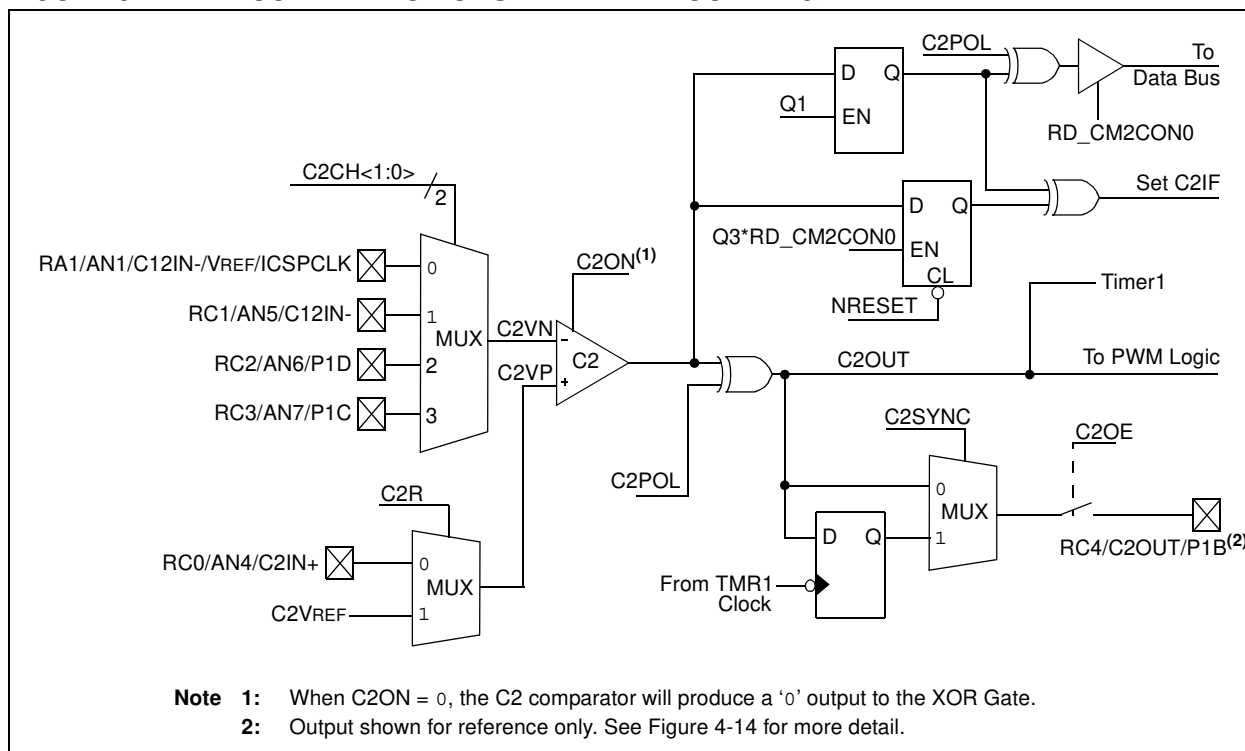 C2POL
D Q
Q1
EN
To
Data Bus
RD_CM2CON0
C2CH<1:0>
2
D Q
Set C2IF
Q3*RD_CM2CON0
EN
CL
NRESET
RA1/AN1/C12IN-/VREF/ICSPCLK
0
RC1/AN5/C12IN-
1
RC2/AN6/P1D
2
RC3/AN7/P1C
3
MUX
C2ON(1)
C2VN
-
C2VP
+
C2
Timer1
C2OUT
To PWM Logic
C2POL
C2SYNC
C2OE
0
MUX
1
D Q
From TMR1
Clock
RC4/C2OUT/P1B(2)
C2R
RC0/AN4/C2IN+
0
MUX
C2VREF
1
Note 1: When C2ON = 0, the C2 comparator will produce a ‘0’ output to the XOR Gate.
2: Output shown for reference only. See Figure 4-14 for more detail.